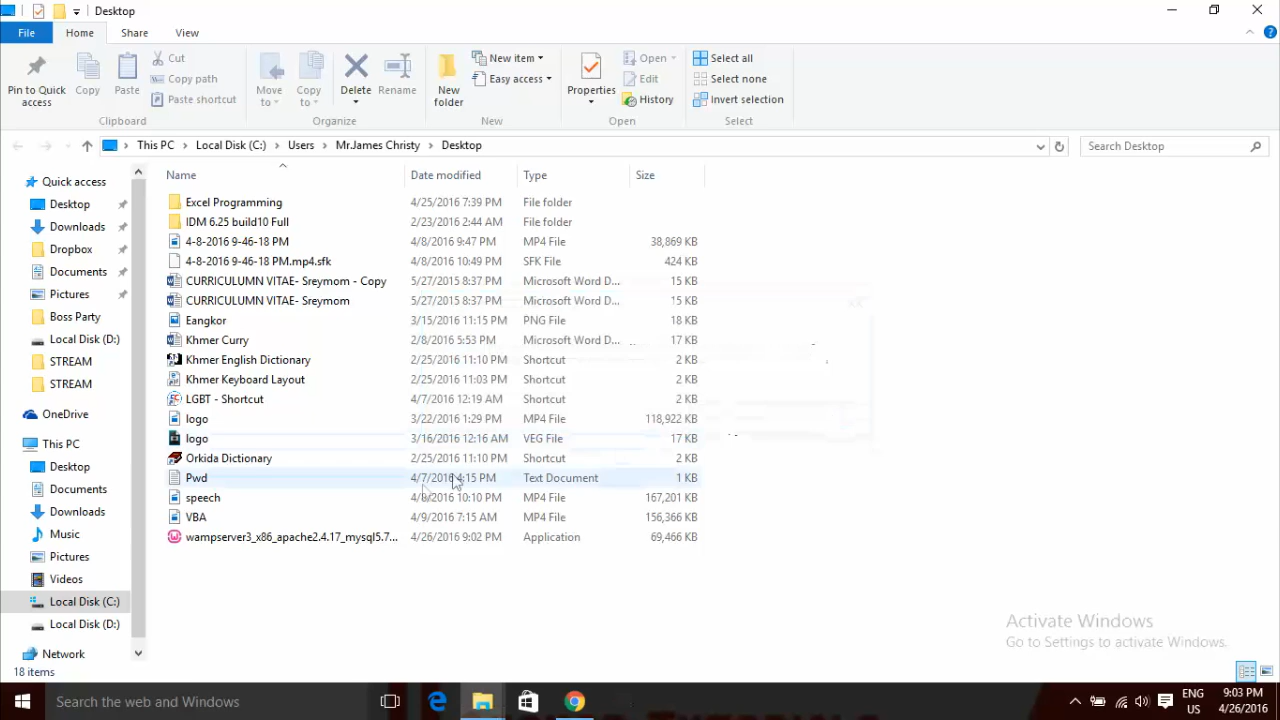 Desktop
File Home Share View
Pin to Quick access
Copy
Paste
Cut
Copy path
Paste shortcut
Clipboard
Move to
Copy to
Delete
Rename
Organize
New folder
New item
Easy access
New
Properties
Open
Edit
History
Open
Select all
Select none
Invert selection
Select
This PC Local Disk (C:) Users Mr.James Christy Desktop
Search Desktop
Quick access
Desktop
Downloads
Dropbox
Documents
Pictures
Boss Party
Local Disk (D:)
STREAM
STREAM
OneDrive
This PC
Desktop
Documents
Downloads
Music
Pictures
Videos
Local Disk (C:)
Local Disk (D:)
Network
Name Date modified Type Size
Excel Programming 4/25/2016 7:39 PM File folder
IDM 6.25 build10 Full 2/23/2016 2:44 AM File folder
4-8-2016 9-46-18 PM 4/8/2016 9:47 PM MP4 File 38,869 KB
4-8-2016 9-46-18 PM.mp4.sfk 4/8/2016 10:49 PM SFK File 424 KB
CURRICULUMN VITAE- Sreymom - Copy 5/27/2015 8:37 PM Microsoft Word D... 15 KB
CURRICULUMN VITAE- Sreymom 5/27/2015 8:37 PM Microsoft Word D... 15 KB
Eangkor 3/15/2016 11:15 PM PNG File 18 KB
Khmer Curry 2/8/2016 5:53 PM Microsoft Word D... 17 KB
Khmer English Dictionary 2/25/2016 11:10 PM Shortcut 2 KB
Khmer Keyboard Layout 2/25/2016 11:03 PM Shortcut 2 KB
LGBT - Shortcut 4/7/2016 12:19 AM Shortcut 2 KB
logo 3/22/2016 1:29 PM MP4 File 118,922 KB
logo 3/16/2016 12:16 AM VEG File 17 KB
Orkida Dictionary 2/25/2016 11:10 PM Shortcut 2 KB
Pwd 4/7/2016 4:15 PM Text Document 1 KB
speech 4/8/2016 10:10 PM MP4 File 167,201 KB
VBA 4/9/2016 7:15 AM MP4 File 156,366 KB
wampserver3_x86_apache2.4.17_mysql5.7... 4/26/2016 9:02 PM Application 69,466 KB
Activate Windows
Go to Settings to activate Windows.
18 items
Search the web and Windows
ENG
US
9:03 PM
4/26/2016